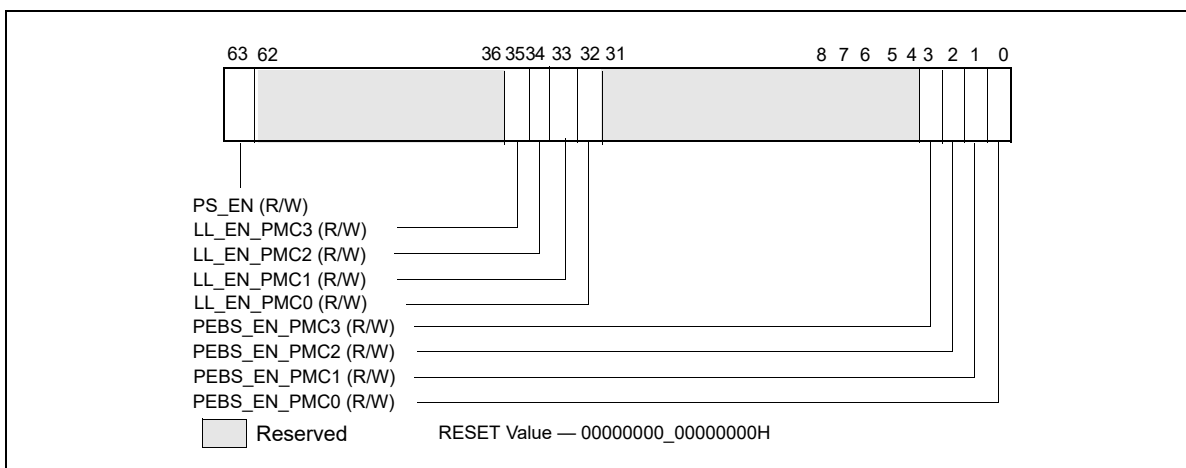 63 62 36 35 34 33 32 31 8 7 6 5 4 3 2 1 0
PS_EN (R/W)
LL_EN_PMC3 (R/W)
LL_EN_PMC2 (R/W)
LL_EN_PMC1 (R/W)
LL_EN_PMC0 (R/W)
PEBS_EN_PMC3 (R/W)
PEBS_EN_PMC2 (R/W)
PEBS_EN_PMC1 (R/W)
PEBS_EN_PMC0 (R/W)
Reserved RESET Value — 00000000_00000000H